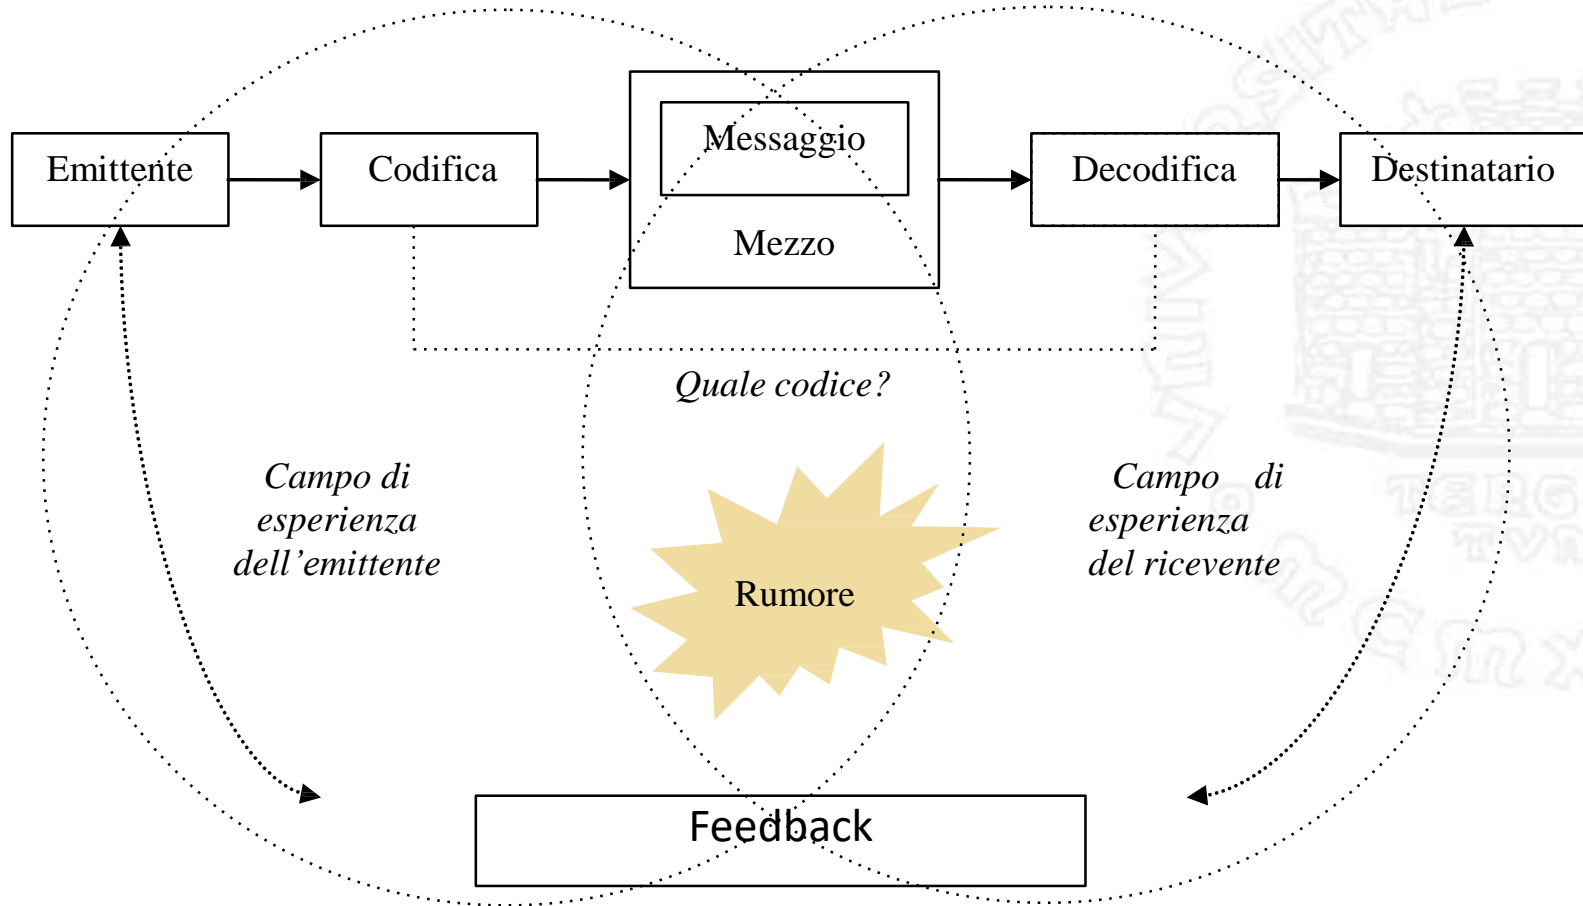 Emittente
Codifica
Messaggio
Mezzo
Decodifica
Destinatario
Quale codice?
Campo di
esperienza
dell’emittente
Rumore
Campo di
esperienza
del ricevente
Feedback